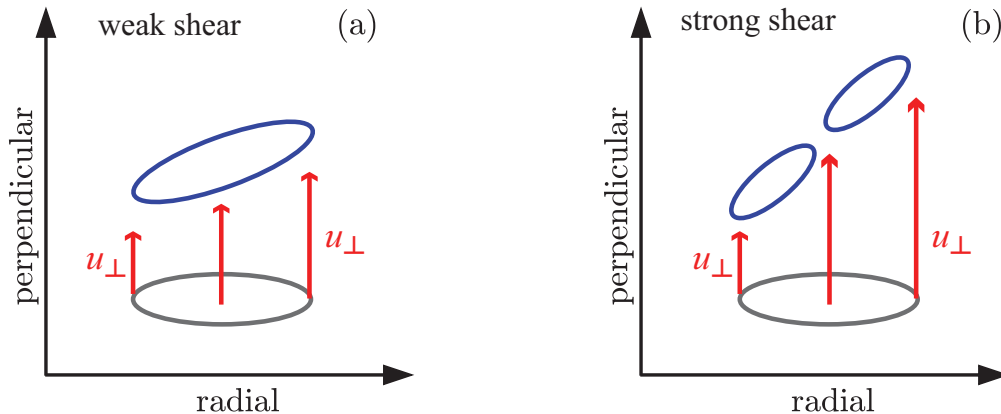 weak shear (a)
perpendicular
u⊥
u⊥
radial
strong shear (b)
perpendicular
u⊥
u⊥
radial